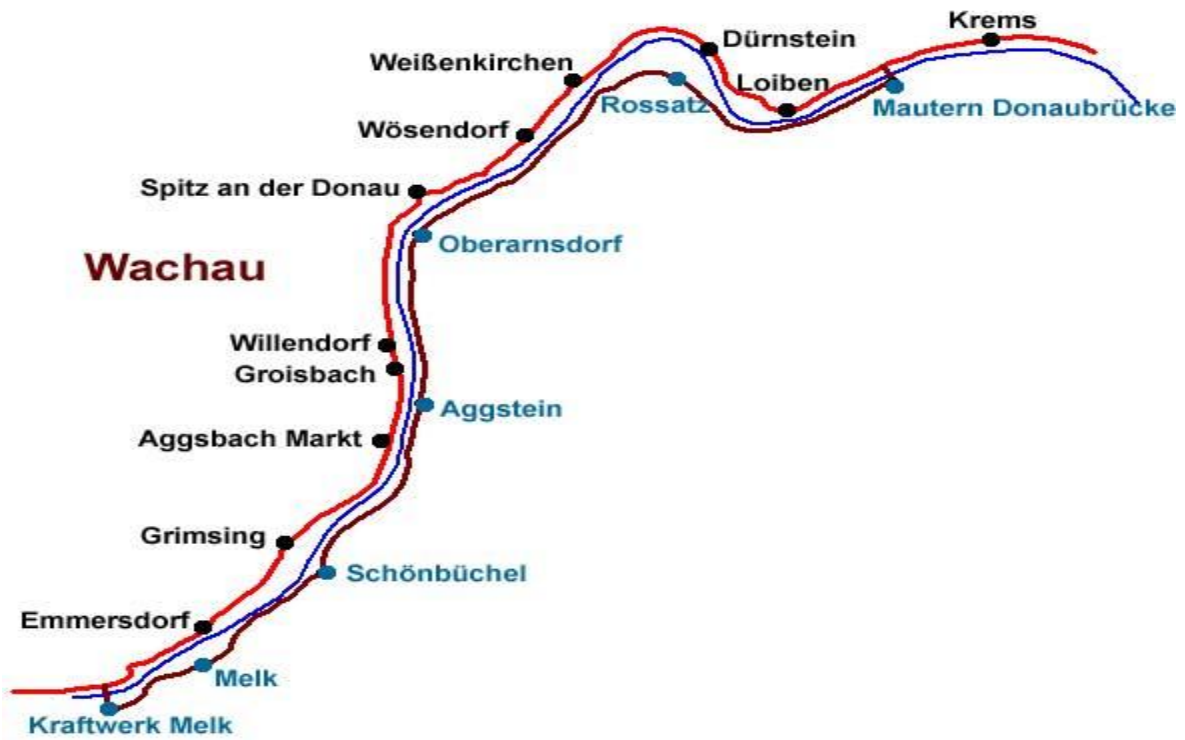 Krems
Dürnstein
Weißenkirchen
Loiben
Rossatz
Mautern Donaubrücke
Wösendorf
Spitz an der Donau
Oberarnsdorf
Wachau
Willendorf
Groisbach
Aggstein
Aggsbach Markt
Grimsing
Schönbüchel
Emmersdorf
Melk
Kraftwerk Melk